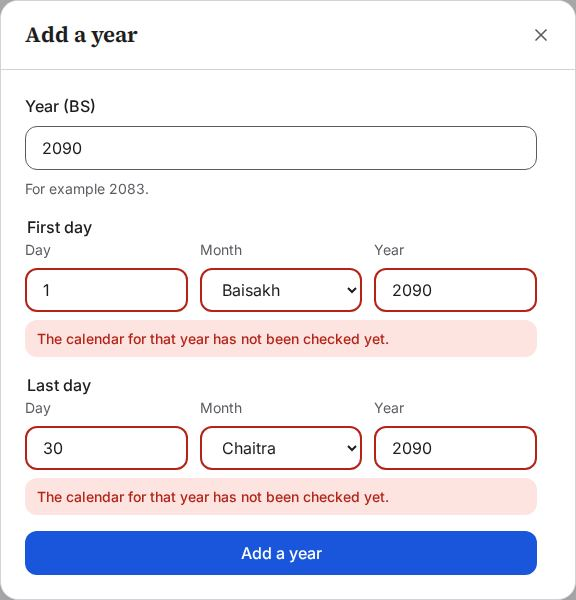 Add a year
Year (BS)
2090
For example 2083.
First day
Day Month Year
1 Baisakh 2090
The calendar for that year has not been checked yet.
Last day
Day Month Year
30 Chaitra 2090
The calendar for that year has not been checked yet.
Add a year